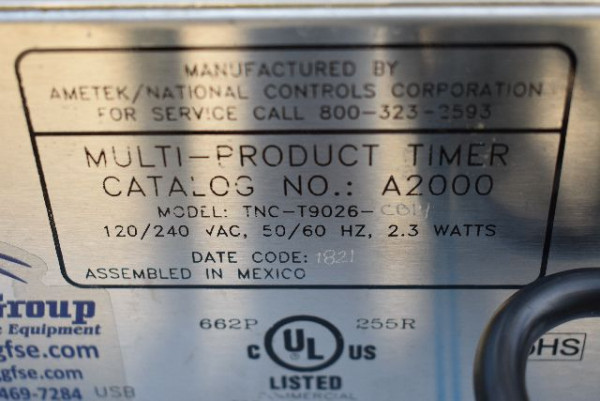 MANUFACTURED BY
AMETEK/NATIONAL CONTROLS CORPORATION
FOR SERVICE CALL 800-323-2593
MULTI-PRODUCT TIMER
CATALOG NO.: A2000
MODEL: TNC-T9026-
120/240 VAC, 50/60 HZ, 2.3 WATTS
DATE CODE: 1821
ASSEMBLED IN MEXICO
Group
Equipment
gfse.com
gfse.com
469-7284 USB
662P 255R
C UL US
LISTED
COMMERCIAL
SHS